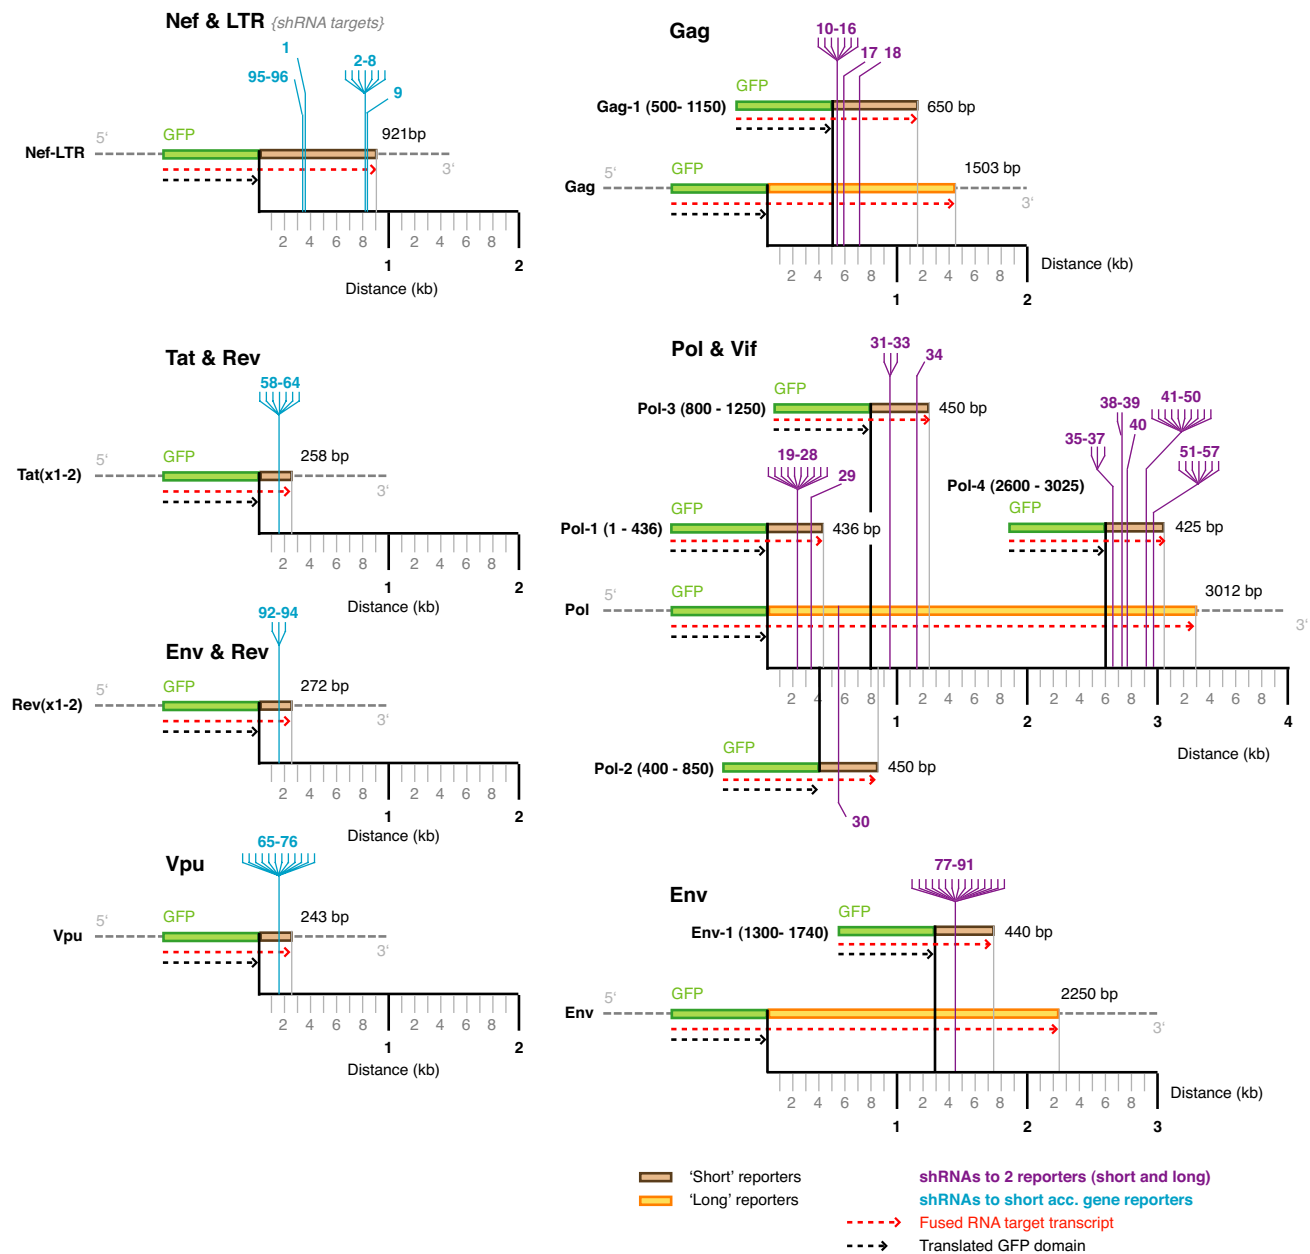 Nef & LTR {shRNA targets}
1
2-8
95-96
9
921bp
5‘
GFP
Nef-LTR
3‘
2 4 6 8 2 4 6 8
1 2
Distance (kb)
Tat & Rev
58-64
5‘
GFP
258 bp
Tat(x1-2)
3‘
2 4 6 8 2 4 6 8
1 2
Distance (kb)
92-94
Env & Rev
5‘
GFP
272 bp
Rev(x1-2)
3‘
2 4 6 8 2 4 6 8
1 2
Distance (kb)
65-76
Vpu
5‘
GFP
243 bp
Vpu
3‘
2 4 6 8 2 4 6 8
1 2
Distance (kb)
Gag
10-16
17 18
GFP
Gag-1 (500- 1150)
650 bp
5‘
GFP
1503 bp
Gag
3‘
2 4 6 8 2 4 6 8
Distance (kb)
1 2
Pol & Vif
31-33
34
GFP
Pol-3 (800 - 1250)
450 bp
38-39
41-50
40
35-37
19-28
29
51-57
Pol-4 (2600 - 3025)
GFP
GFP
Pol-1 (1 - 436)
436 bp
425 bp
5‘
GFP
3012 bp
Pol
3‘
2 4 6 8 2 4 6 8 2 4 6 8 2 4 6 8
1 2 3 4
Distance (kb)
GFP
Pol-2 (400 - 850)
450 bp
30
Env
77-91
GFP
Env-1 (1300- 1740)
440 bp
5‘
GFP
2250 bp
Env
3‘
2 4 6 8 2 4 6 8 2 4 6 8
Distance (kb)
1 2 3
‘Short’ reporters
‘Long’ reporters
shRNAs to 2 reporters (short and long)
shRNAs to short acc. gene reporters
Fused RNA target transcript
Translated GFP domain